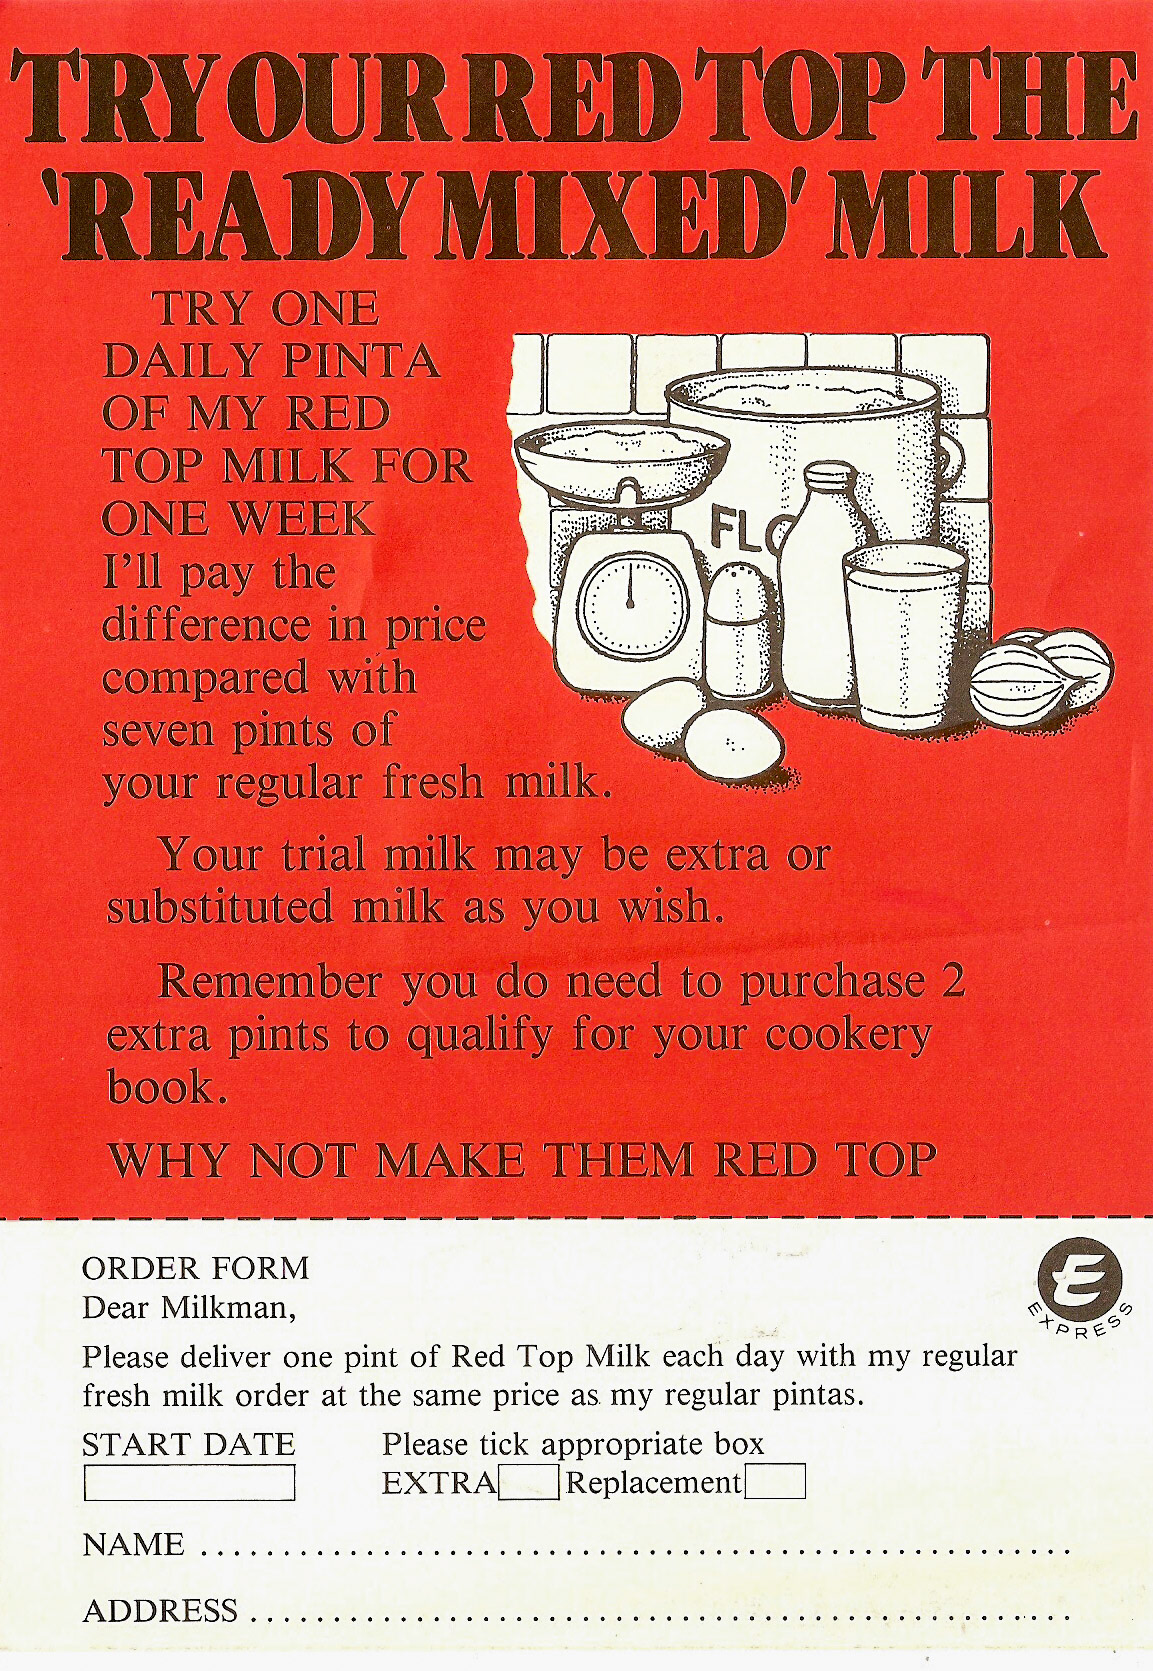 TRY OUR RED TOP THE
'READY MIXED' MILK
TRY ONE
DAILY PINTA
OF MY RED
TOP MILK FOR
ONE WEEK
I'll pay the
difference in price
compared with
seven pints of
your regular fresh milk.
FLO
Your trial milk may be extra or
substituted milk as you wish.
Remember you do need to purchase 2
extra pints to qualify for your cookery
book.
WHY NOT MAKE THEM RED TOP
ORDER FORM
Dear Milkman,
E
EXPRESS
Please deliver one pint of Red Top Milk each day with my regular
fresh milk order at the same price as my regular pintas.
START DATE Please tick appropriate box
EXTRA Replacement
NAME
ADDRESS